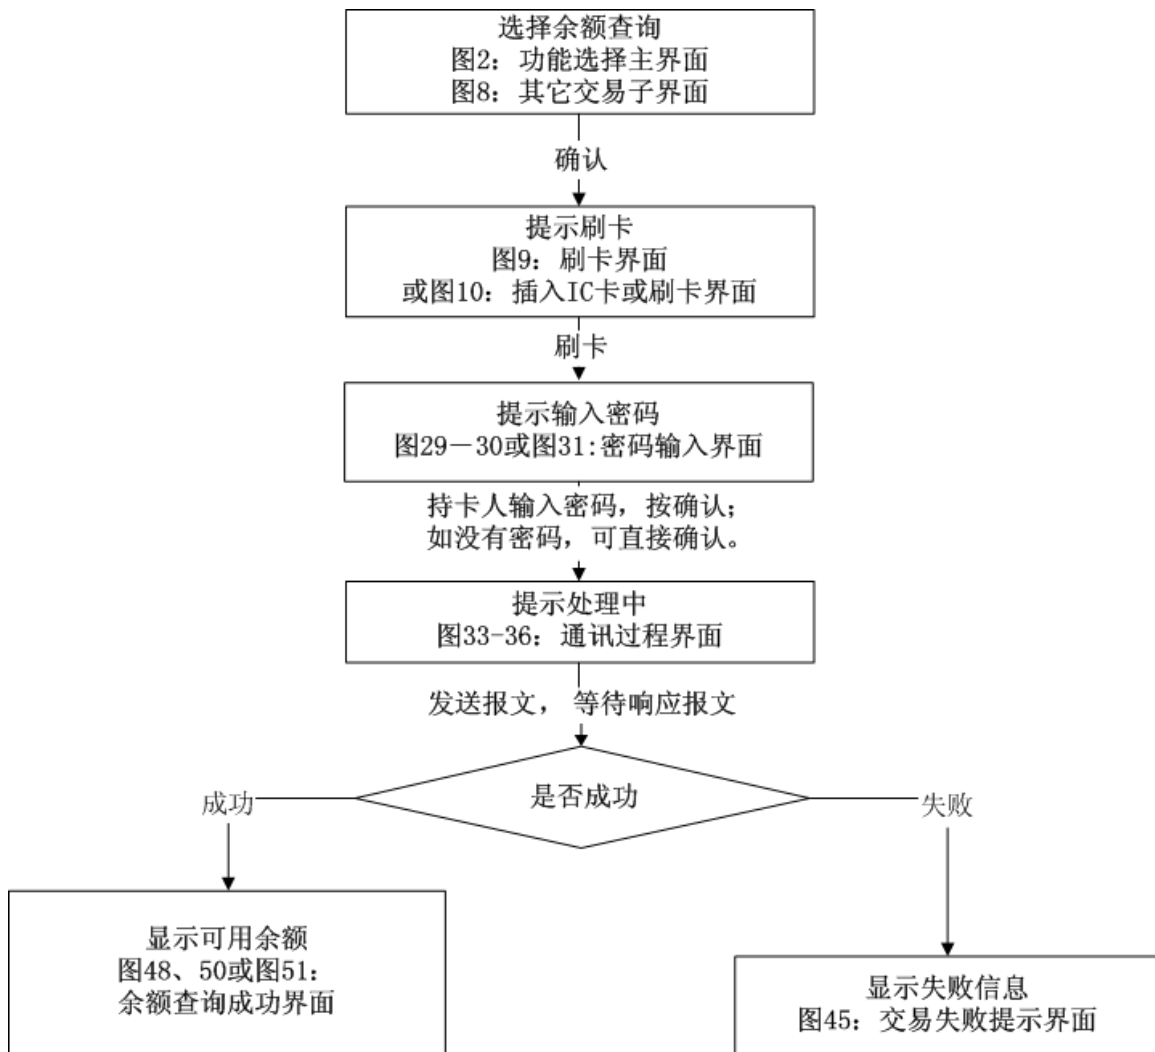 选择余额查询
图2：功能选择主界面
图8：其它交易子界面
确认
提示刷卡
图9：刷卡界面
或图10：插入IC卡或刷卡界面
刷卡
提示输入密码
图29－30或图31:密码输入界面
持卡人输入密码，按确认；
如没有密码，可直接确认。
提示处理中
图33-36：通讯过程界面
发送报文， 等待响应报文
是否成功
成功
失败
显示可用余额
图48、50或图51：
余额查询成功界面
显示失败信息
图45：交易失败提示界面